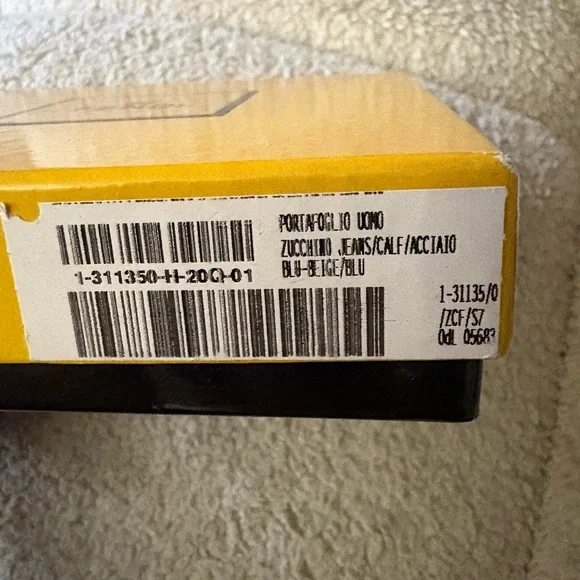 PORTAFOGLIO UOMO
ZUCCHINO JEANS/CALF/ACCIAIO
BLU-BEIGE/BLU
1-311350-H-20Q-01
1-31135/0
/ZCF/S7
OdL 05683